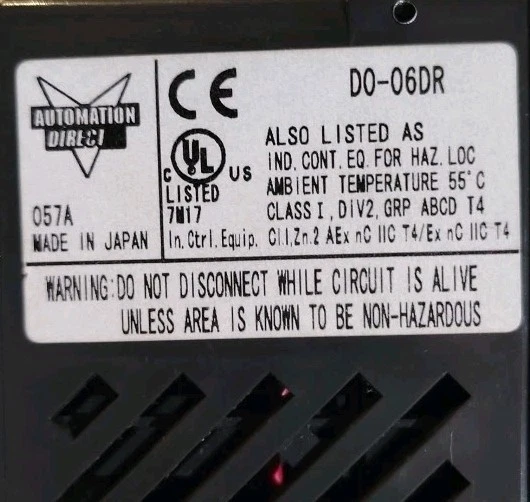 AUTOMATION
DIRECT
057A
MADE IN JAPAN
CE
C UL US
LISTED
7M17
In.Ctrl.Equip.
D0-06DR
ALSO LISTED AS
IND. CONT. EQ. FOR HAZ. LOC
AMBIENT TEMPERATURE 55°C
CLASS I, DIV2, GRP ABCD T4
Cl.I,Zn.2 AEx nC IIC T4/Ex nC IIC T4
WARNING:DO NOT DISCONNECT WHILE CIRCUIT IS ALIVE
UNLESS AREA IS KNOWN TO BE NON-HAZARDOUS